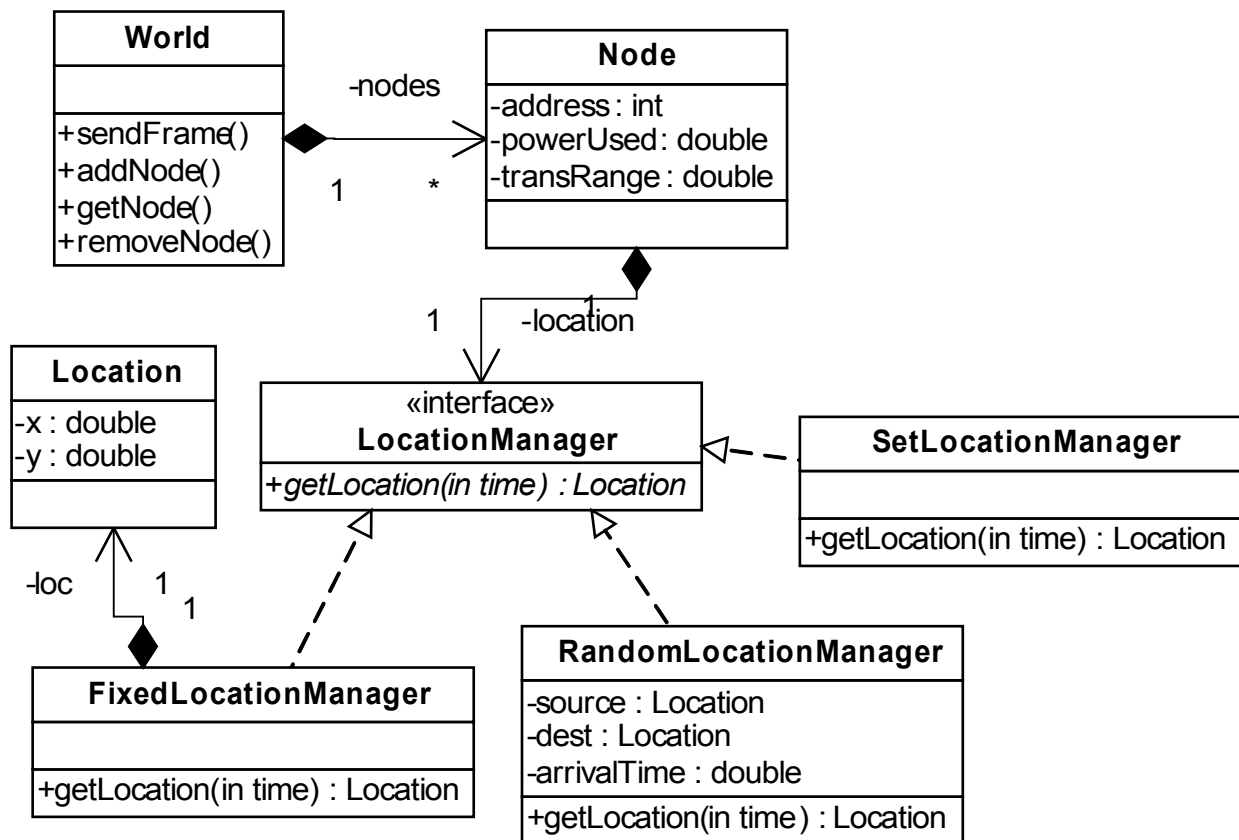 World
+sendFrame()
+addNode()
+getNode()
+removeNode()
-nodes
1
*
Node
-address : int
-powerUsed : double
-transRange : double
1
1
-location
Location
-x : double
-y : double
«interface»
LocationManager
+getLocation(in time) : Location
SetLocationManager
+getLocation(in time) : Location
-loc
1
1
FixedLocationManager
+getLocation(in time) : Location
RandomLocationManager
-source : Location
-dest : Location
-arrivalTime : double
+getLocation(in time) : Location